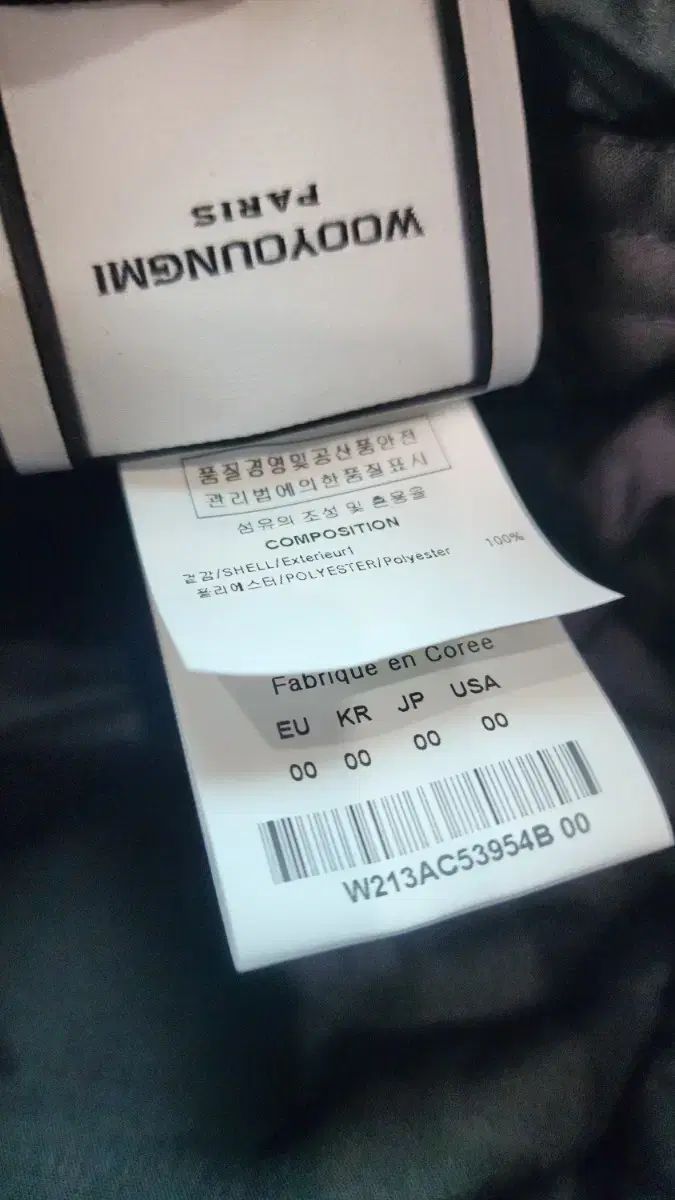 WOOYOUNGMI
PARIS
품질경영및공산품안전
관리법에의한품질표시
섬유의 조성 및 혼용율
COMPOSITION
겉감/SHELL/Exterieur1
폴리에스터/POLYESTER/Polyester 100%
Fabrique en Coree
EU KR JP USA
00 00 00 00
W213AC53954B 00